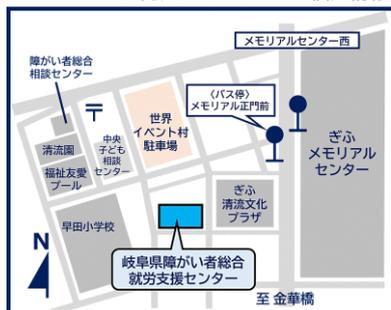 メモリアルセンター西
障がい者総合
相談センター
〈バス停〉
メモリアル正門前
世界
イベント村
駐車場
中央
子ども
相談
センター
清流園
福祉友愛
プール
ぎふ
メモリアル
センター
ぎふ
清流文化
プラザ
早田小学校
N
岐阜県障がい者総合
就労支援センター
至 金華橋